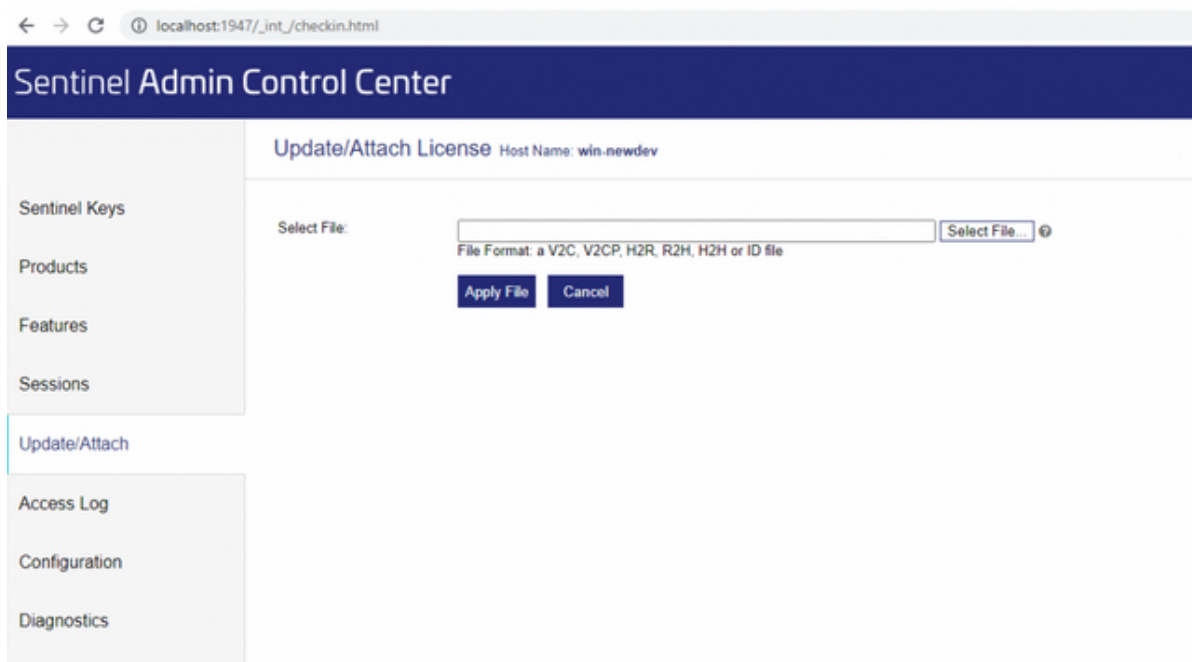 localhost:1947/_int_/checkin.html
Sentinel Admin Control Center
Update/Attach License Host Name: win-newdev
Sentinel Keys
Products
Features
Sessions
Update/Attach
Access Log
Configuration
Diagnostics
Select File:
Select File...
File Format: a V2C, V2CP, H2R, R2H, H2H or ID file
Apply File Cancel